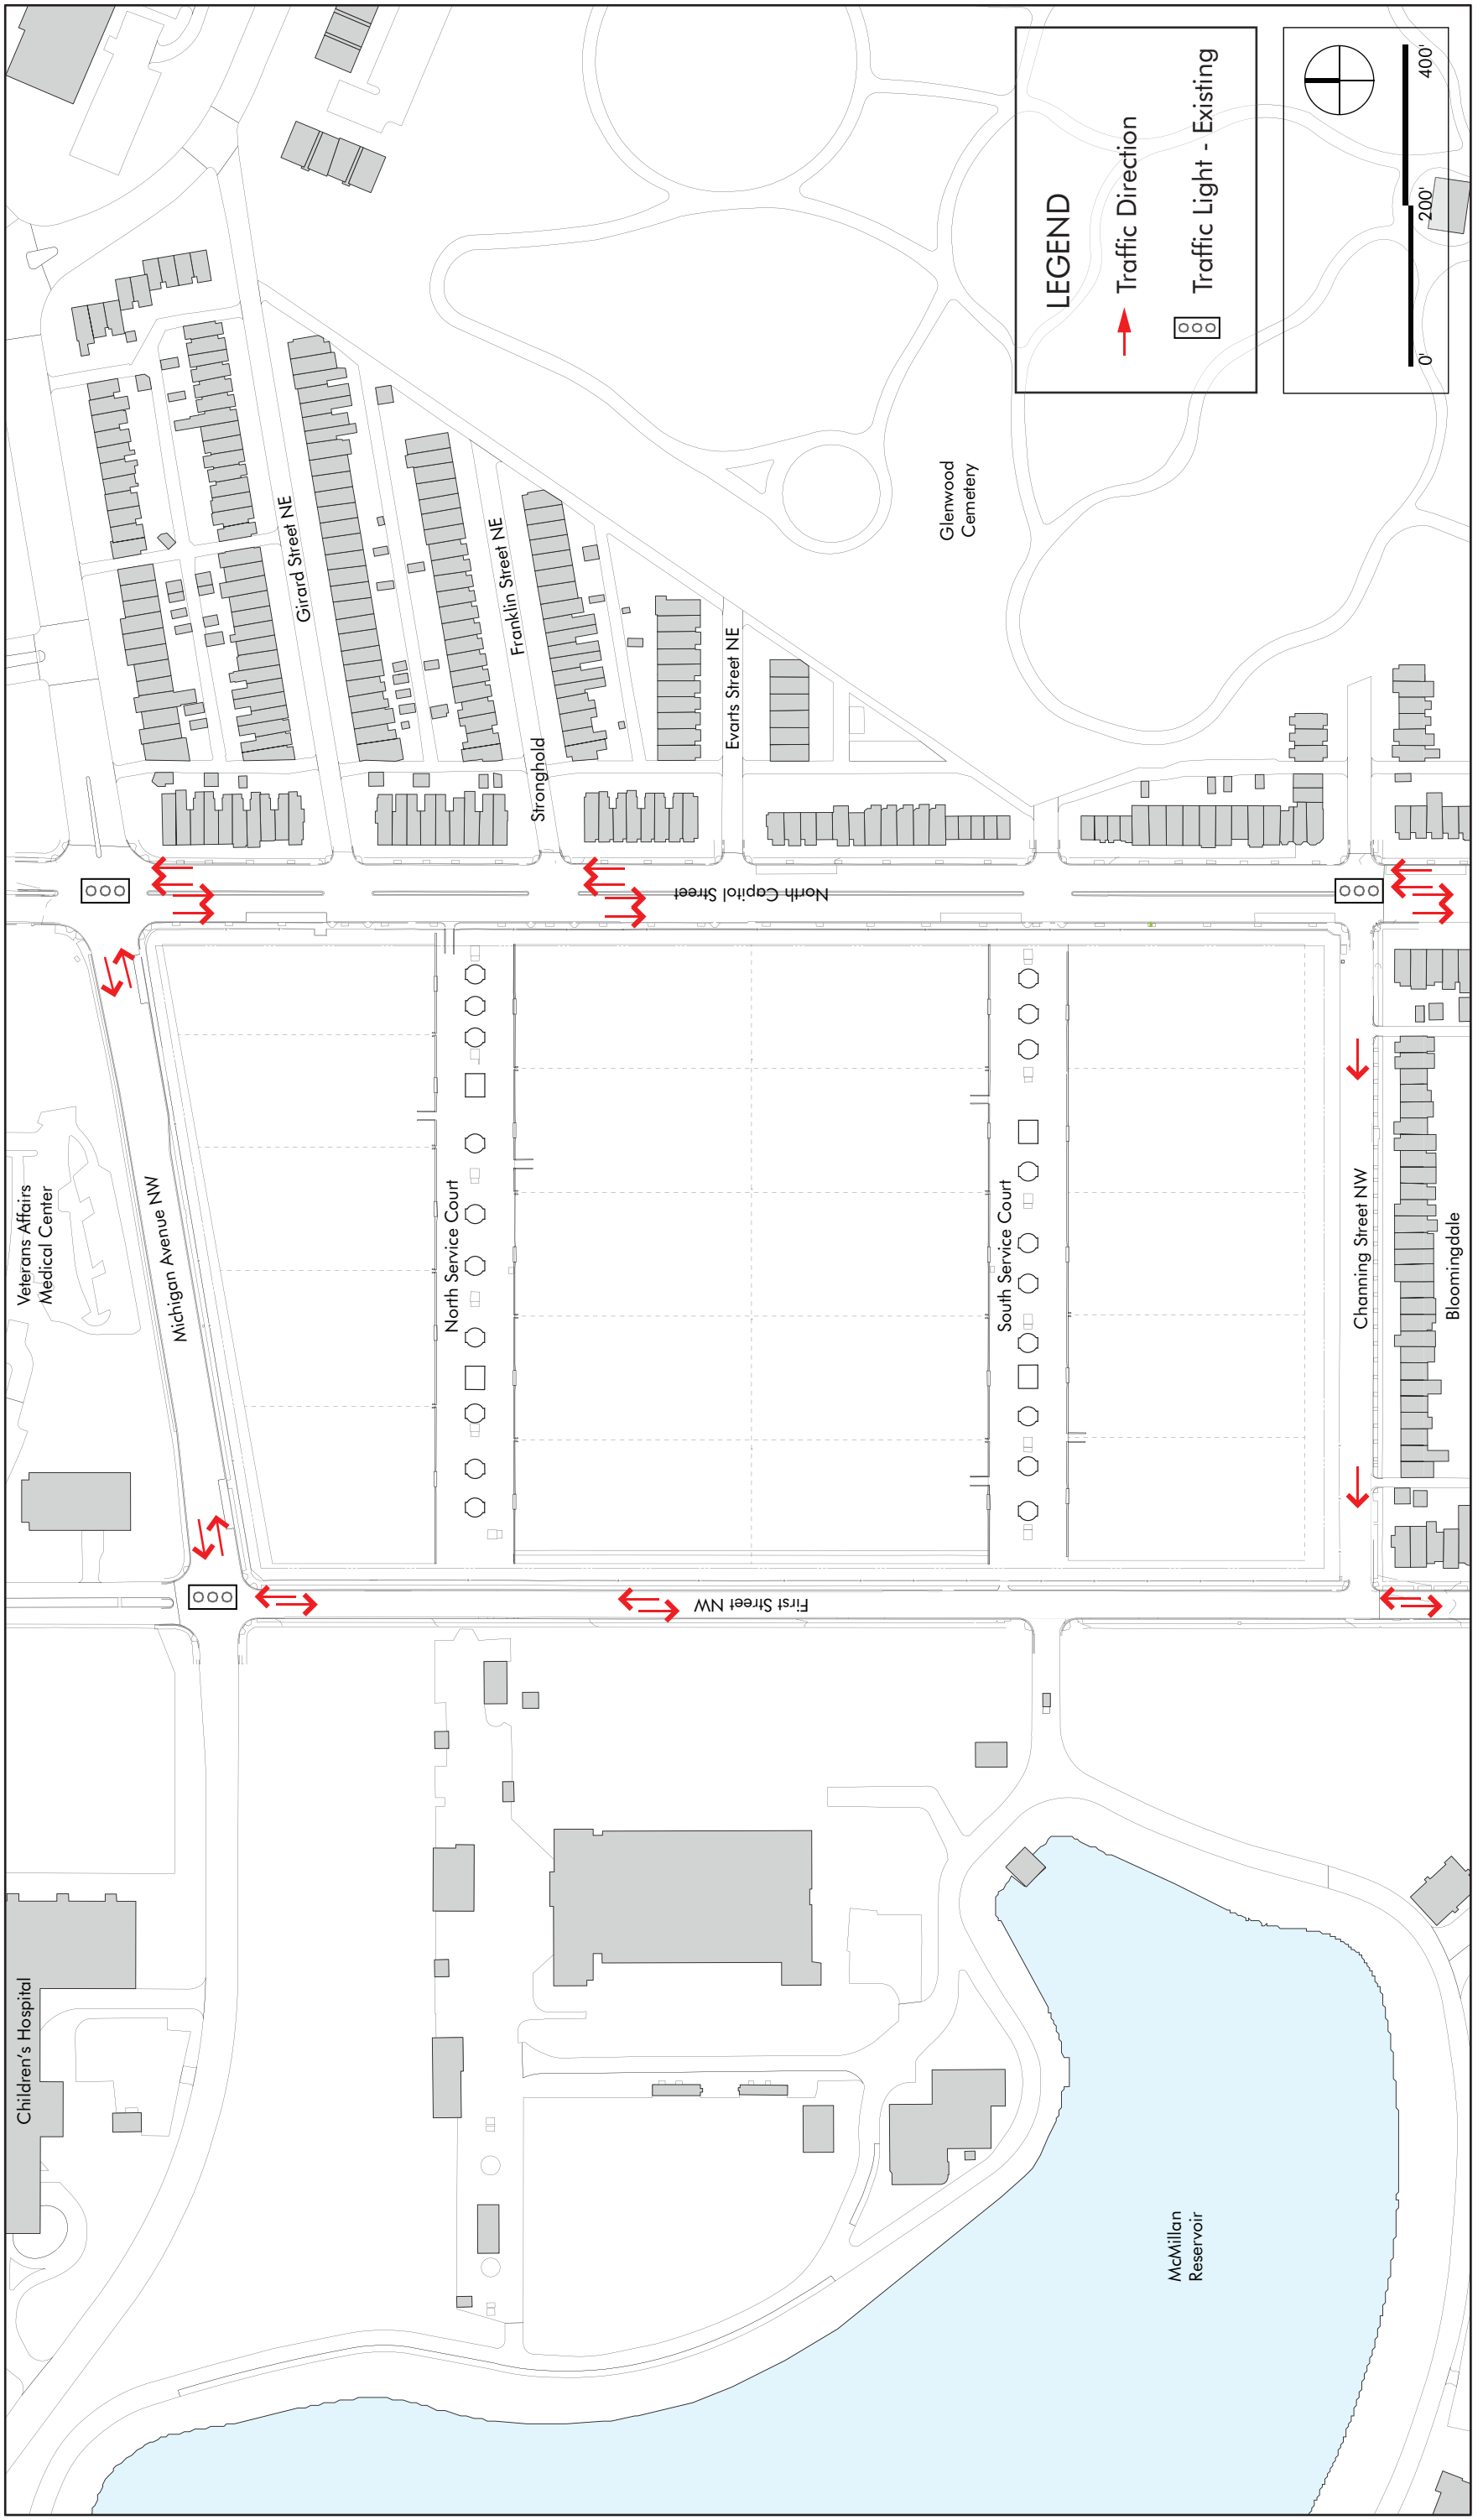 LEGEND
Traffic Direction
Traffic Light - Existing
0'
200'
400'
Children's Hospital
Veterans Affairs
Medical Center
Michigan Avenue NW
North Service Court
South Service Court
Channing Street NW
Bloomingdale
First Street NW
North Capitol Street
Girard Street NE
Franklin Street NE
Stronghold
Evarts Street NE
Glenwood
Cemetery
McMillan
Reservoir